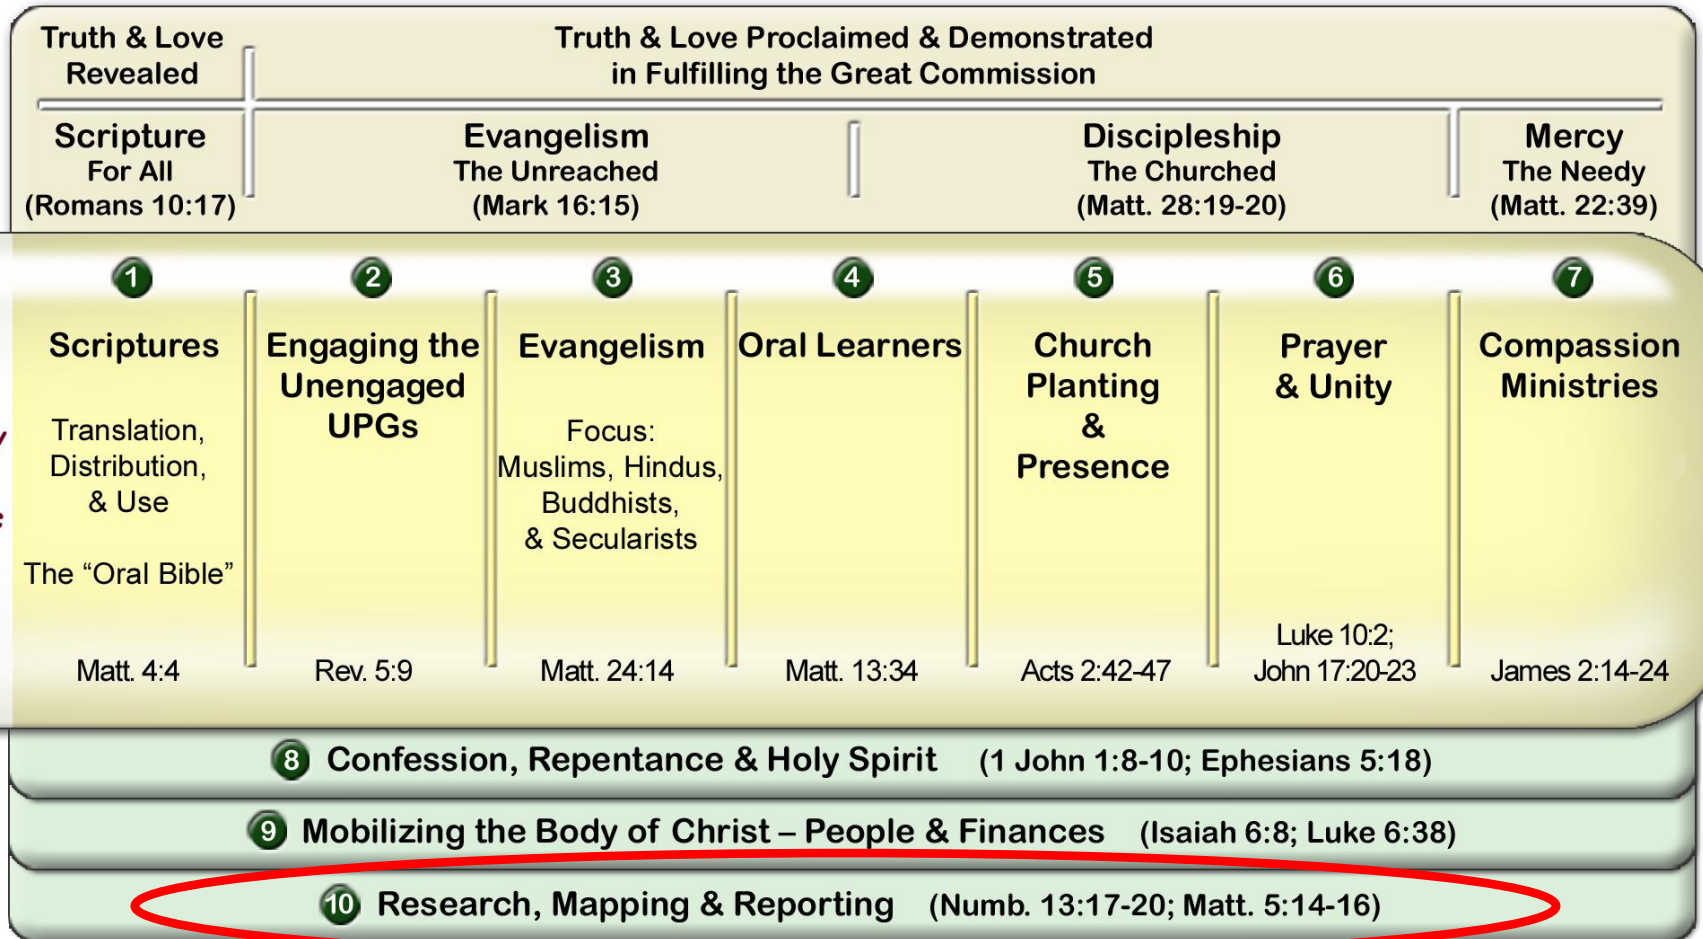 Truth & Love
Revealed
Truth & Love Proclaimed & Demonstrated
in Fulfilling the Great Commission
Scripture
For All
(Romans 10:17)
Evangelism
The Unreached
(Mark 16:15)
Discipleship
The Churched
(Matt. 28:19-20)
Mercy
The Needy
(Matt. 22:39)
1
Scriptures
Translation,
Distribution,
& Use
The “Oral Bible”
Matt. 4:4
2
Engaging the
Unengaged
UPGs
Rev. 5:9
3
Evangelism
Focus:
Muslims, Hindus,
Buddhists,
& Secularists
Matt. 24:14
4
Oral Learners
Matt. 13:34
5
Church
Planting
&
Presence
Acts 2:42-47
6
Prayer
& Unity
Luke 10:2;
John 17:20-23
7
Compassion
Ministries
James 2:14-24
8 Confession, Repentance & Holy Spirit (1 John 1:8-10; Ephesians 5:18)
9 Mobilizing the Body of Christ – People & Finances (Isaiah 6:8; Luke 6:38)
10 Research, Mapping & Reporting (Numb. 13:17-20; Matt. 5:14-16)